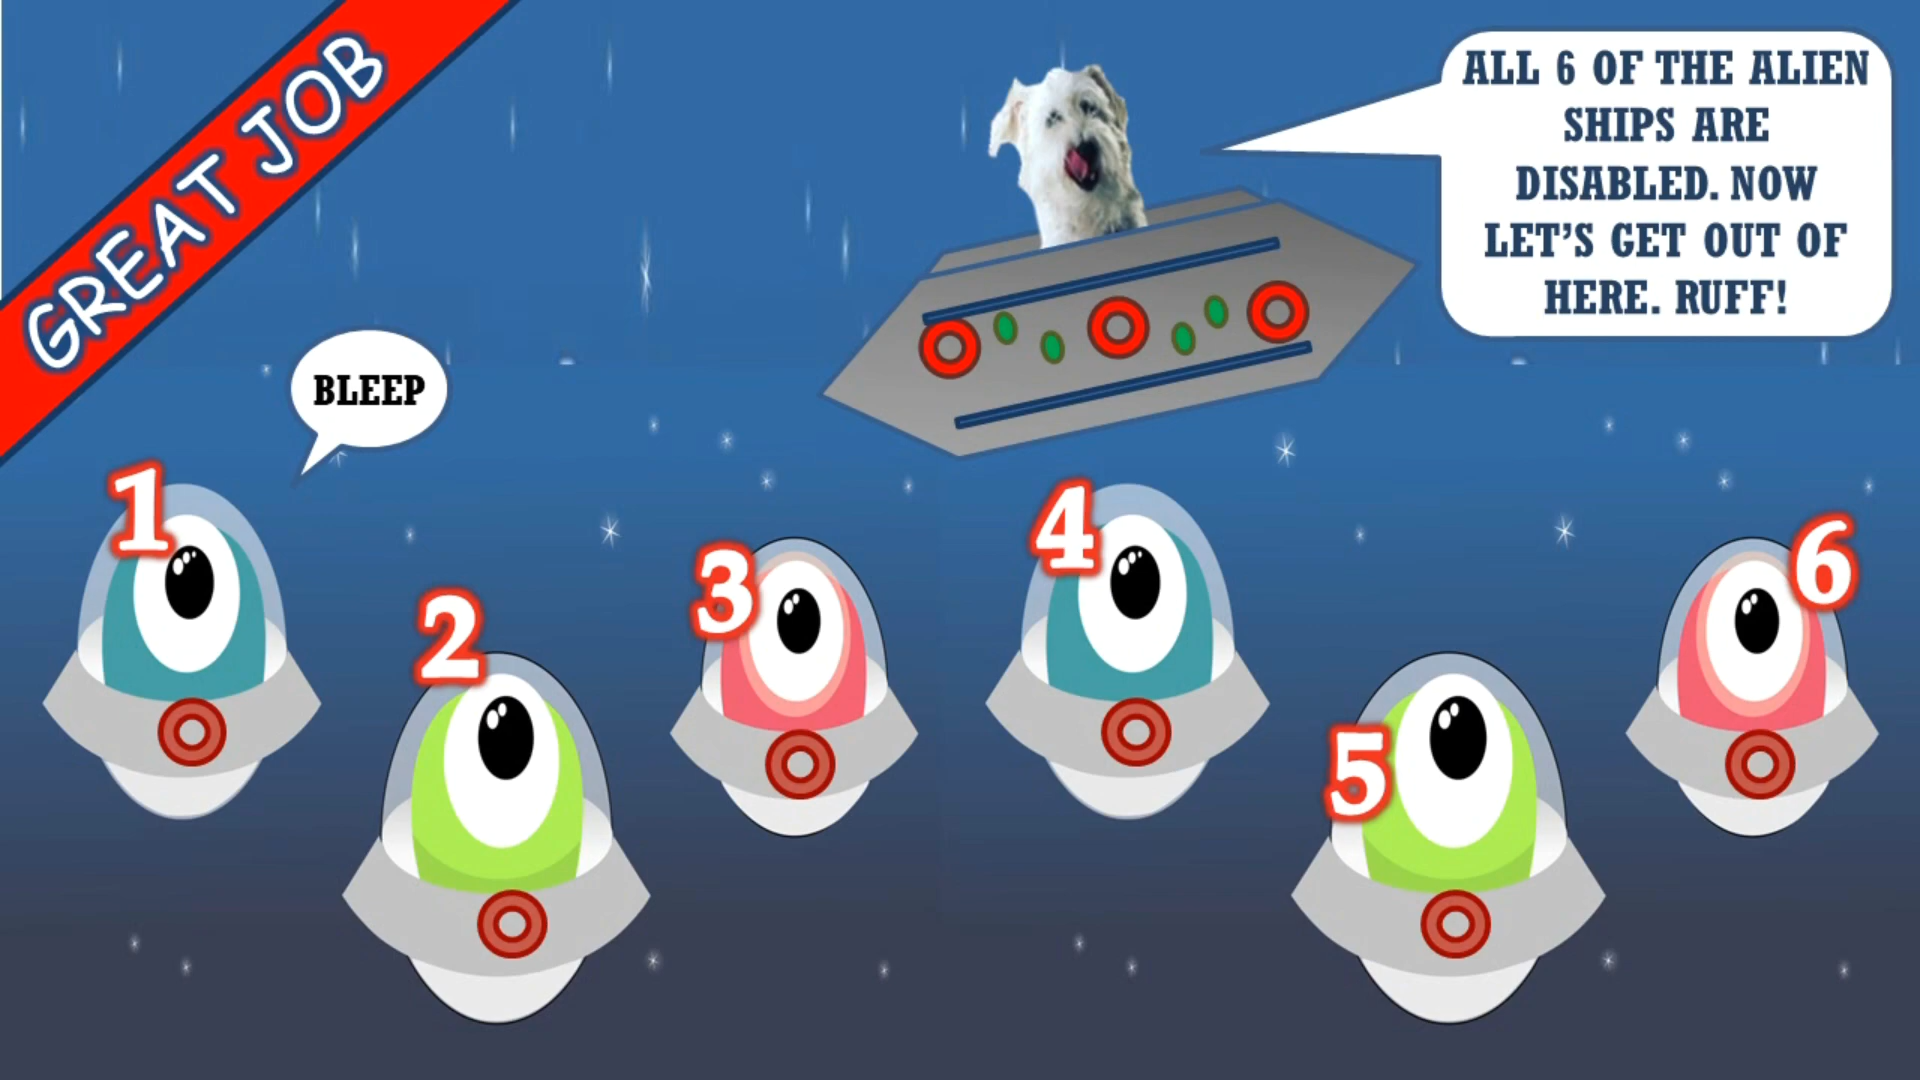 GREAT JOB
ALL 6 OF THE ALIEN
SHIPS ARE
DISABLED. NOW
LET'S GET OUT OF
HERE. RUFF!
BLEEP
1
2
3
4
5
6